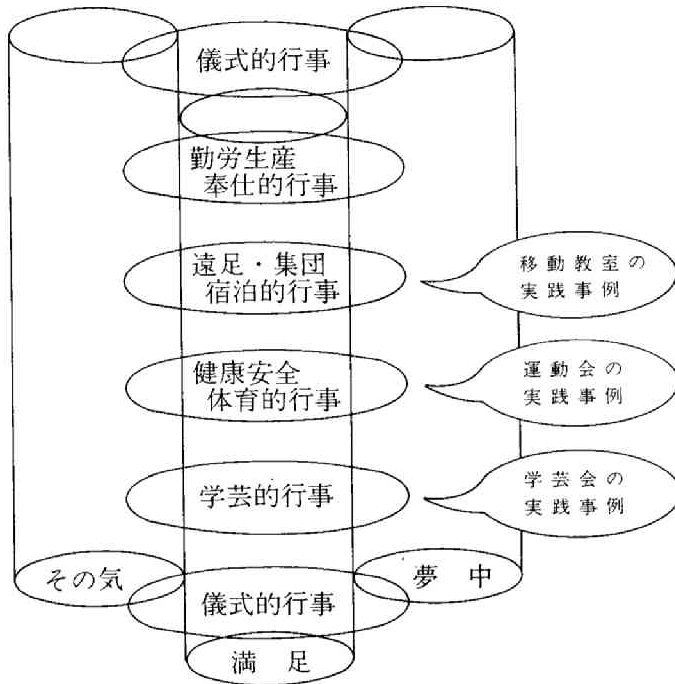 儀式的行事
勤労生産
奉仕的行事
遠足・集団
宿泊的行事
移動教室の
実践事例
健康安全
体育的行事
運動会の
実践事例
学芸的行事
学芸会の
実践事例
その気
夢中
儀式的行事
満足